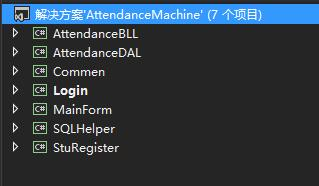 解决方案'AttendanceMachine' (7 个项目)
C# AttendanceBLL
C# AttendanceDAL
C# Commen
C# Login
C# MainForm
C# SQLHelper
C# StuRegister